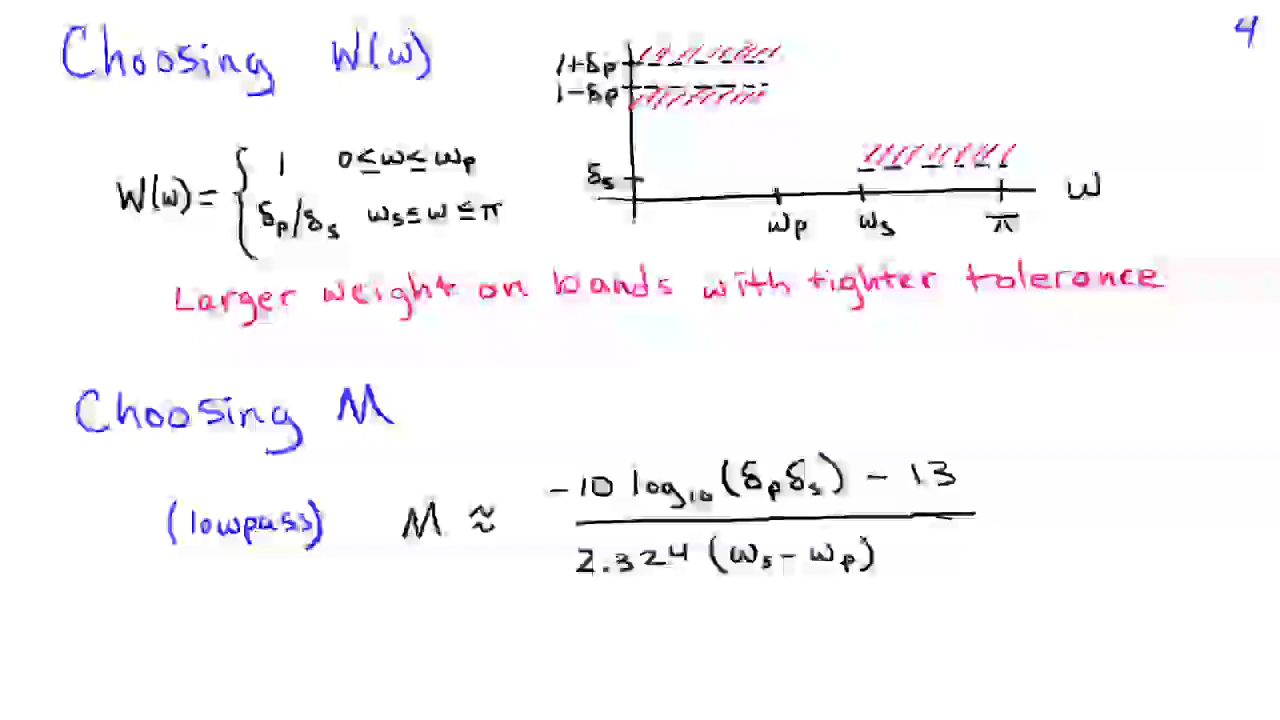 Choosing W(ω)
4
1+δp
1-δp
δs
ωp ωs π ω
W(ω) = { 1 0≤ω≤ωp
δp/δs ωs≤ω≤π
Larger weight on bands with tighter tolerance
Choosing M
(lowpass) M ≈ -10 log10 (δpδs) - 13
2.324 (ωs - ωp)